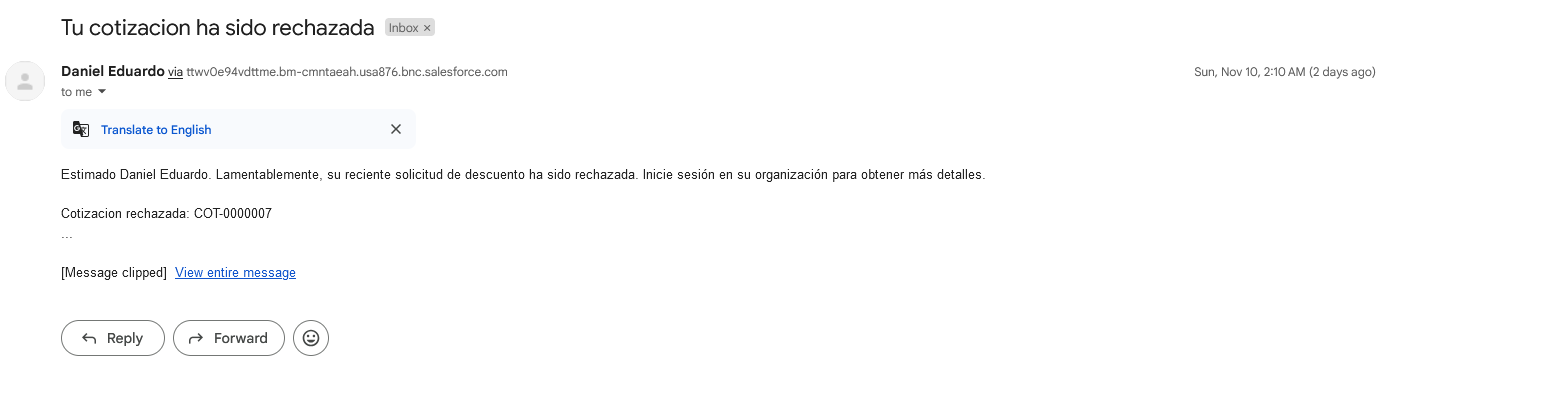 Tu cotizacion ha sido rechazada Inbox ×
Daniel Eduardo via ttwv0e94vdttme.bm-cmntaeah.usa876.bnc.salesforce.com Sun, Nov 10, 2:10 AM (2 days ago)
to me
Translate to English
Estimado Daniel Eduardo. Lamentablemente, su reciente solicitud de descuento ha sido rechazada. Inicie sesión en su organización para obtener más detalles.
Cotizacion rechazada: COT-0000007
...
[Message clipped] View entire message
Reply Forward